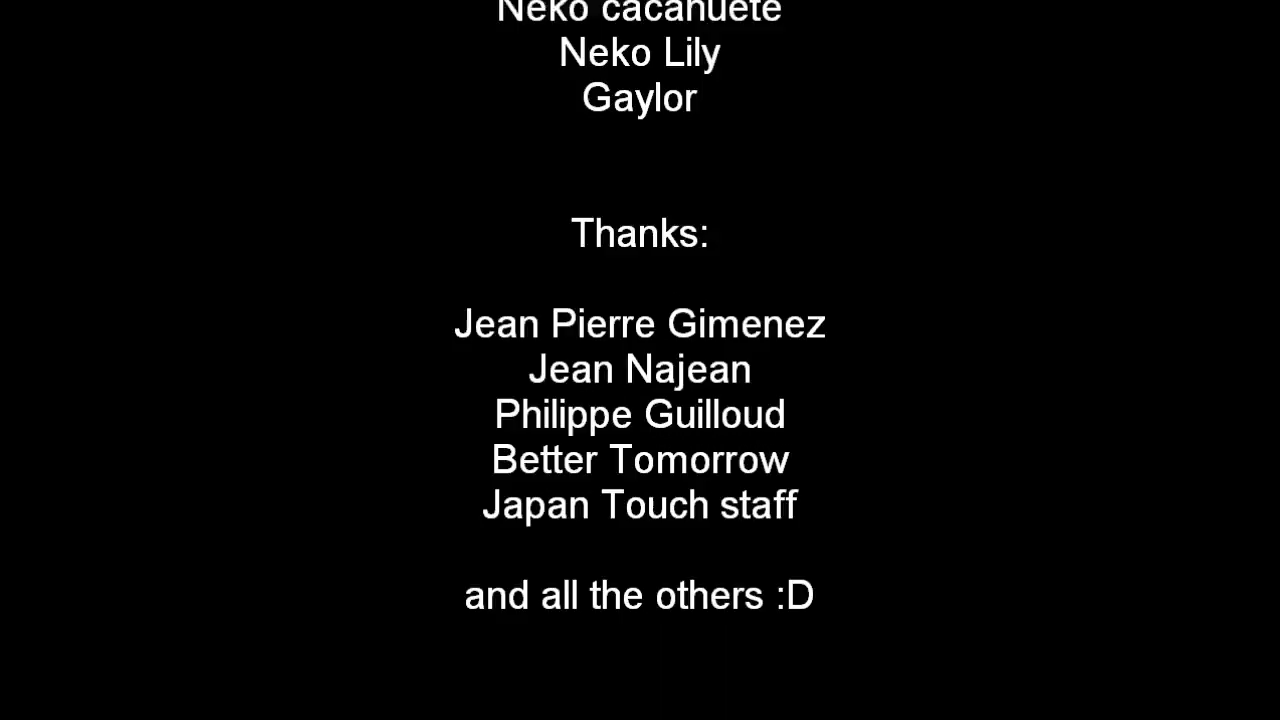 Neko cacahuete
Neko Lily
Gaylor
Thanks:
Jean Pierre Gimenez
Jean Najean
Philippe Guilloud
Better Tomorrow
Japan Touch staff
and all the others :D